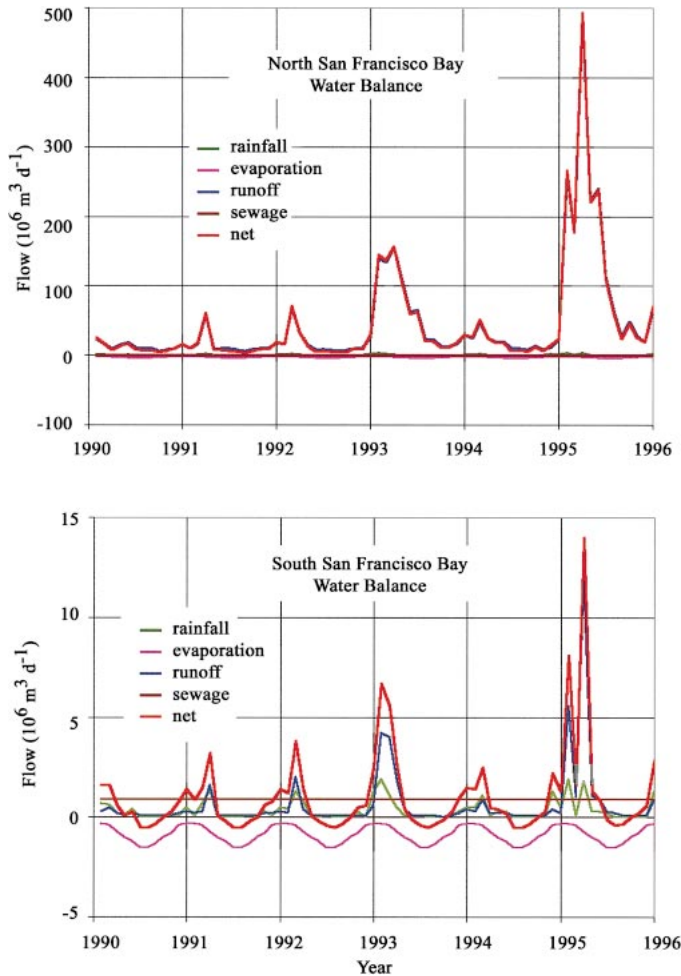 500
400
300
200
100
0
-100
Flow (10⁶ m³ d⁻¹)
North San Francisco Bay
Water Balance
rainfall
evaporation
runoff
sewage
net
1990 1991 1992 1993 1994 1995 1996
15
10
5
0
-5
Flow (10⁶ m³ d⁻¹)
South San Francisco Bay
Water Balance
rainfall
evaporation
runoff
sewage
net
1990 1991 1992 1993 1994 1995 1996
Year